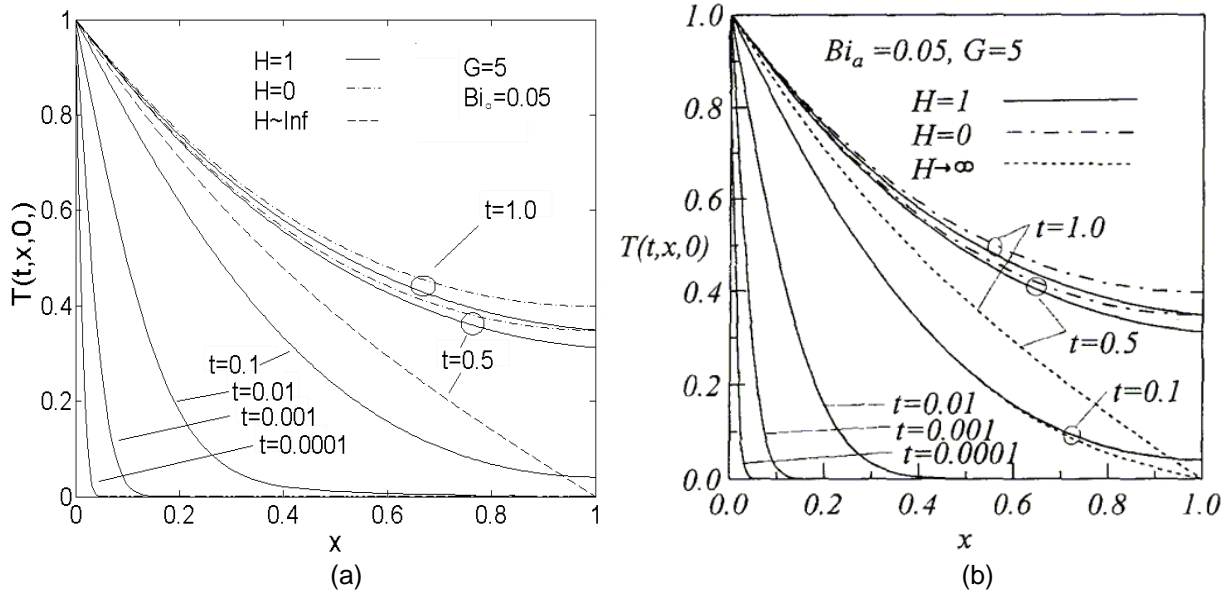 1
0.8
0.6
0.4
0.2
0
0 0.2 0.4 0.6 0.8 1
T(t,x,0,)
x
H=1
H=0
H~Inf
G=5
Bi₀=0.05
t=1.0
t=0.5
t=0.1
t=0.01
t=0.001
t=0.0001
(a)
1.0
0.8
0.6
0.4
0.2
0.0
0.0 0.2 0.4 0.6 0.8 1.0
T(t,x,0)
x
Biₐ =0.05, G=5
H=1
H=0
H→∞
t=1.0
t=0.5
t=0.1
t=0.01
t=0.001
t=0.0001
(b)